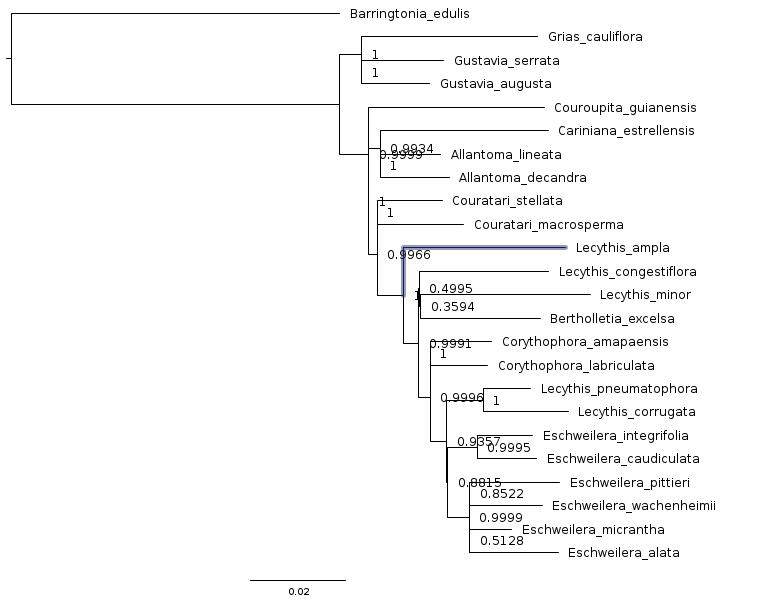 Barringtonia_edulis
Grias_cauliflora
1
Gustavia_serrata
1
Gustavia_augusta
Couroupita_guianensis
Cariniana_estrellensis
0.9934
0.9999
Allantoma_lineata
1
Allantoma_decandra
1
Couratari_stellata
1
Couratari_macrosperma
Lecythis_ampla
0.9966
Lecythis_congestiflora
0.4995
1
Lecythis_minor
0.3594
Bertholletia_excelsa
0.9991
Corythophora_amapaensis
1
Corythophora_labriculata
Lecythis_pneumatophora
0.9996
1
Lecythis_corrugata
Eschweilera_integrifolia
0.9357
0.9995
Eschweilera_caudiculata
0.8815
Eschweilera_pittieri
0.8522
Eschweilera_wachenheimii
0.9999
Eschweilera_micrantha
0.5128
Eschweilera_alata
0.02